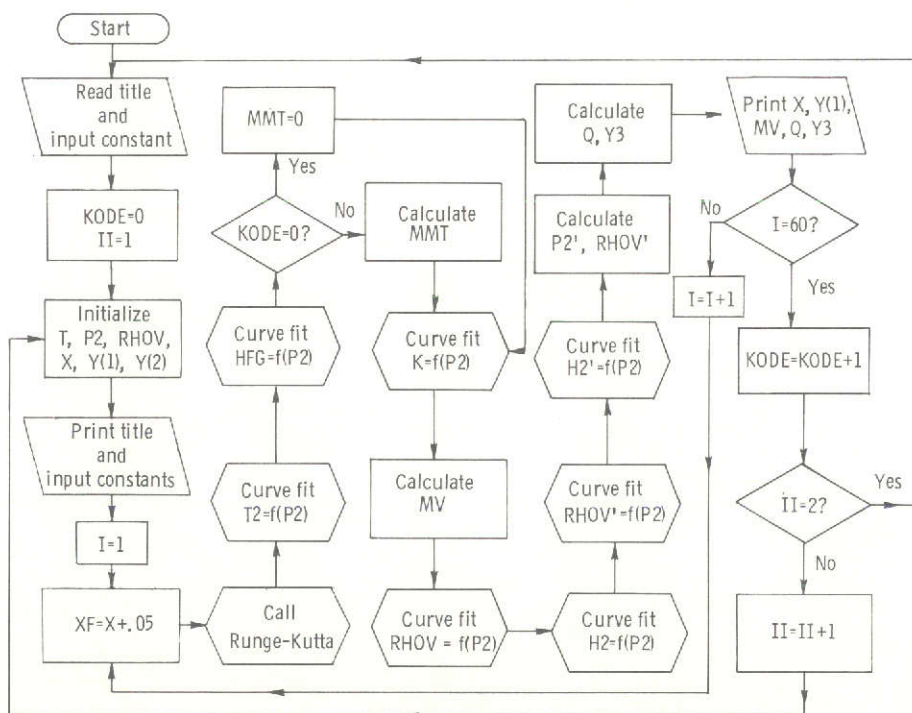 Start
Read title
and
input constant
KODE=0
II=1
Initialize
T, P2, RHOV,
X, Y(1), Y(2)
Print title
and
input constants
I=1
XF=X+.05
Call
Runge-Kutta
Curve fit
T2=f(P2)
Curve fit
HFG=f(P2)
KODE=0?
Yes
No
MMT=0
Calculate
MMT
Curve fit
K=f(P2)
Calculate
MV
Curve fit
RHOV = f(P2)
Curve fit
H2=f(P2)
Curve fit
RHOV'=f(P2)
Curve fit
H2'=f(P2)
Calculate
P2', RHOV'
Calculate
Q, Y3
Print X, Y(1),
MV, Q, Y3
I=60?
No
Yes
I=I+1
KODE=KODE+1
II=2?
Yes
No
II=II+1